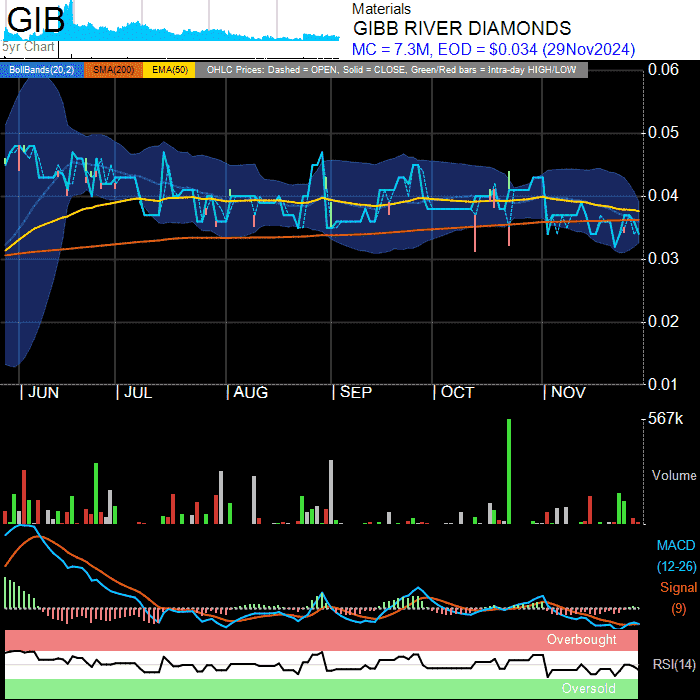 GIB
5yr Chart
Materials
GIBB RIVER DIAMONDS
MC = 7.3M, EOD = $0.034 (29Nov2024)
BollBands(20,2) SMA(200) EMA(50) OHLC Prices: Dashed = OPEN, Solid = CLOSE, Green/Red bars = Intra-day HIGH/LOW
0.06
0.05
0.04
0.03
0.02
0.01
| JUN | JUL | AUG | SEP | OCT | NOV
567k
Volume
MACD
(12-26)
Signal
(9)
Overbought
RSI(14)
Oversold